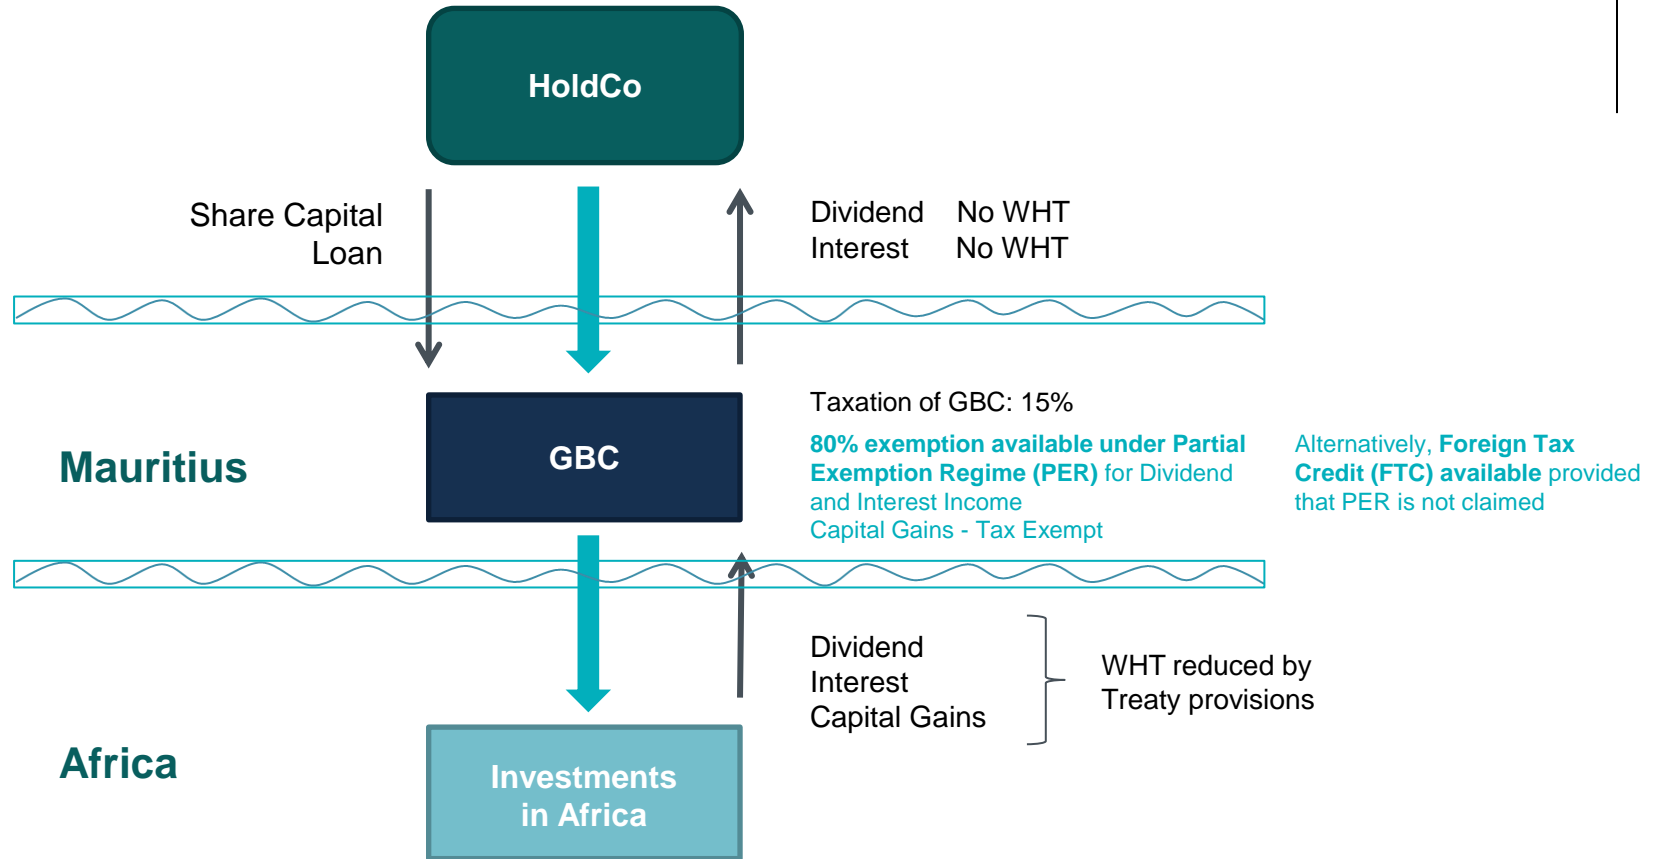 HoldCo
Share Capital
Loan
Dividend No WHT
Interest No WHT
Mauritius
GBC
Taxation of GBC: 15%
80% exemption available under Partial
Exemption Regime (PER) for Dividend
and Interest Income
Capital Gains - Tax Exempt
Alternatively, Foreign Tax
Credit (FTC) available provided
that PER is not claimed
Dividend
Interest
Capital Gains
WHT reduced by
Treaty provisions
Africa
Investments
in Africa